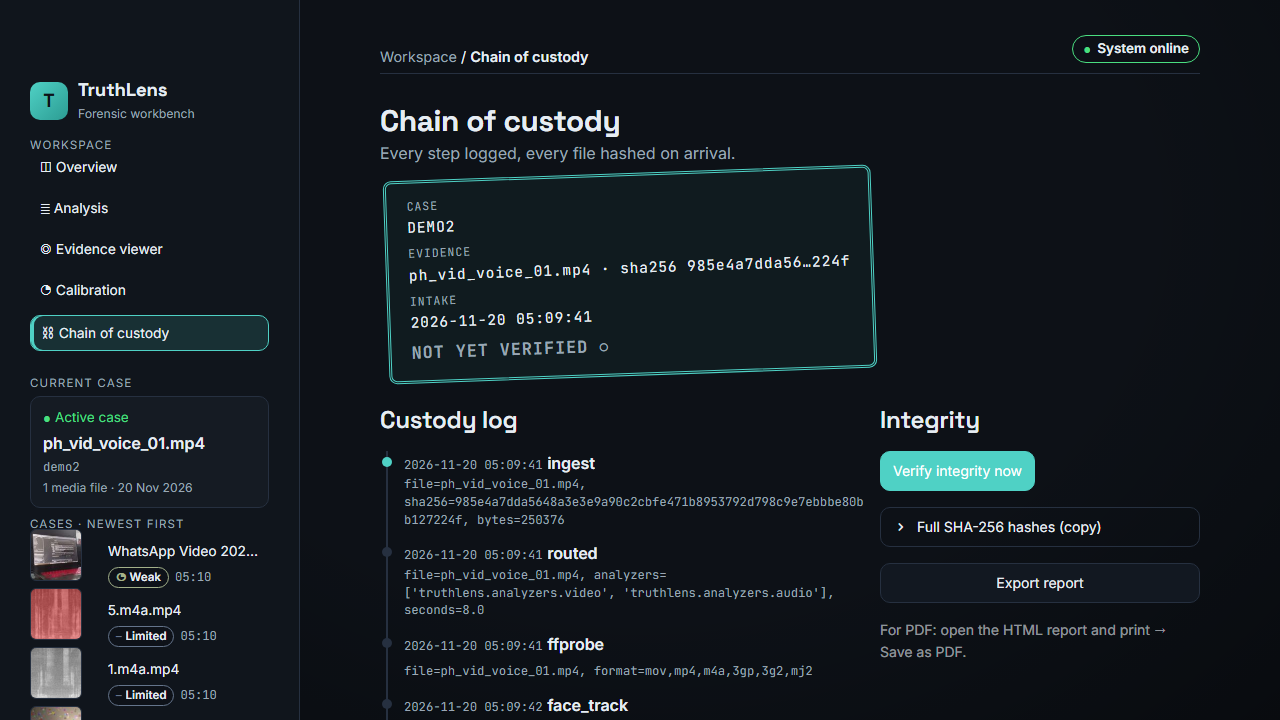 T
TruthLens
Forensic workbench
WORKSPACE
Overview
Analysis
Evidence viewer
Calibration
Chain of custody
CURRENT CASE
● Active case
ph_vid_voice_01.mp4
demo2
1 media file · 20 Nov 2026
CASES · NEWEST FIRST
WhatsApp Video 202...
Weak 05:10
5.m4a.mp4
– Limited 05:10
1.m4a.mp4
– Limited 05:10
Workspace / Chain of custody
● System online
Chain of custody
Every step logged, every file hashed on arrival.
CASE
DEMO2
EVIDENCE
ph_vid_voice_01.mp4 · sha256 985e4a7dda56…224f
INTAKE
2026-11-20 05:09:41
NOT YET VERIFIED ○
Custody log
2026-11-20 05:09:41 ingest
file=ph_vid_voice_01.mp4,
sha256=985e4a7dda5648a3e3e9a90c2cbfe471b8953792d798c9e7ebbbe80b
b127224f, bytes=250376
2026-11-20 05:09:41 routed
file=ph_vid_voice_01.mp4, analyzers=
['truthlens.analyzers.video', 'truthlens.analyzers.audio'],
seconds=8.0
2026-11-20 05:09:41 ffprobe
file=ph_vid_voice_01.mp4, format=mov,mp4,m4a,3gp,3g2,mj2
2026-11-20 05:09:42 face_track
Integrity
Verify integrity now
› Full SHA-256 hashes (copy)
Export report
For PDF: open the HTML report and print →
Save as PDF.